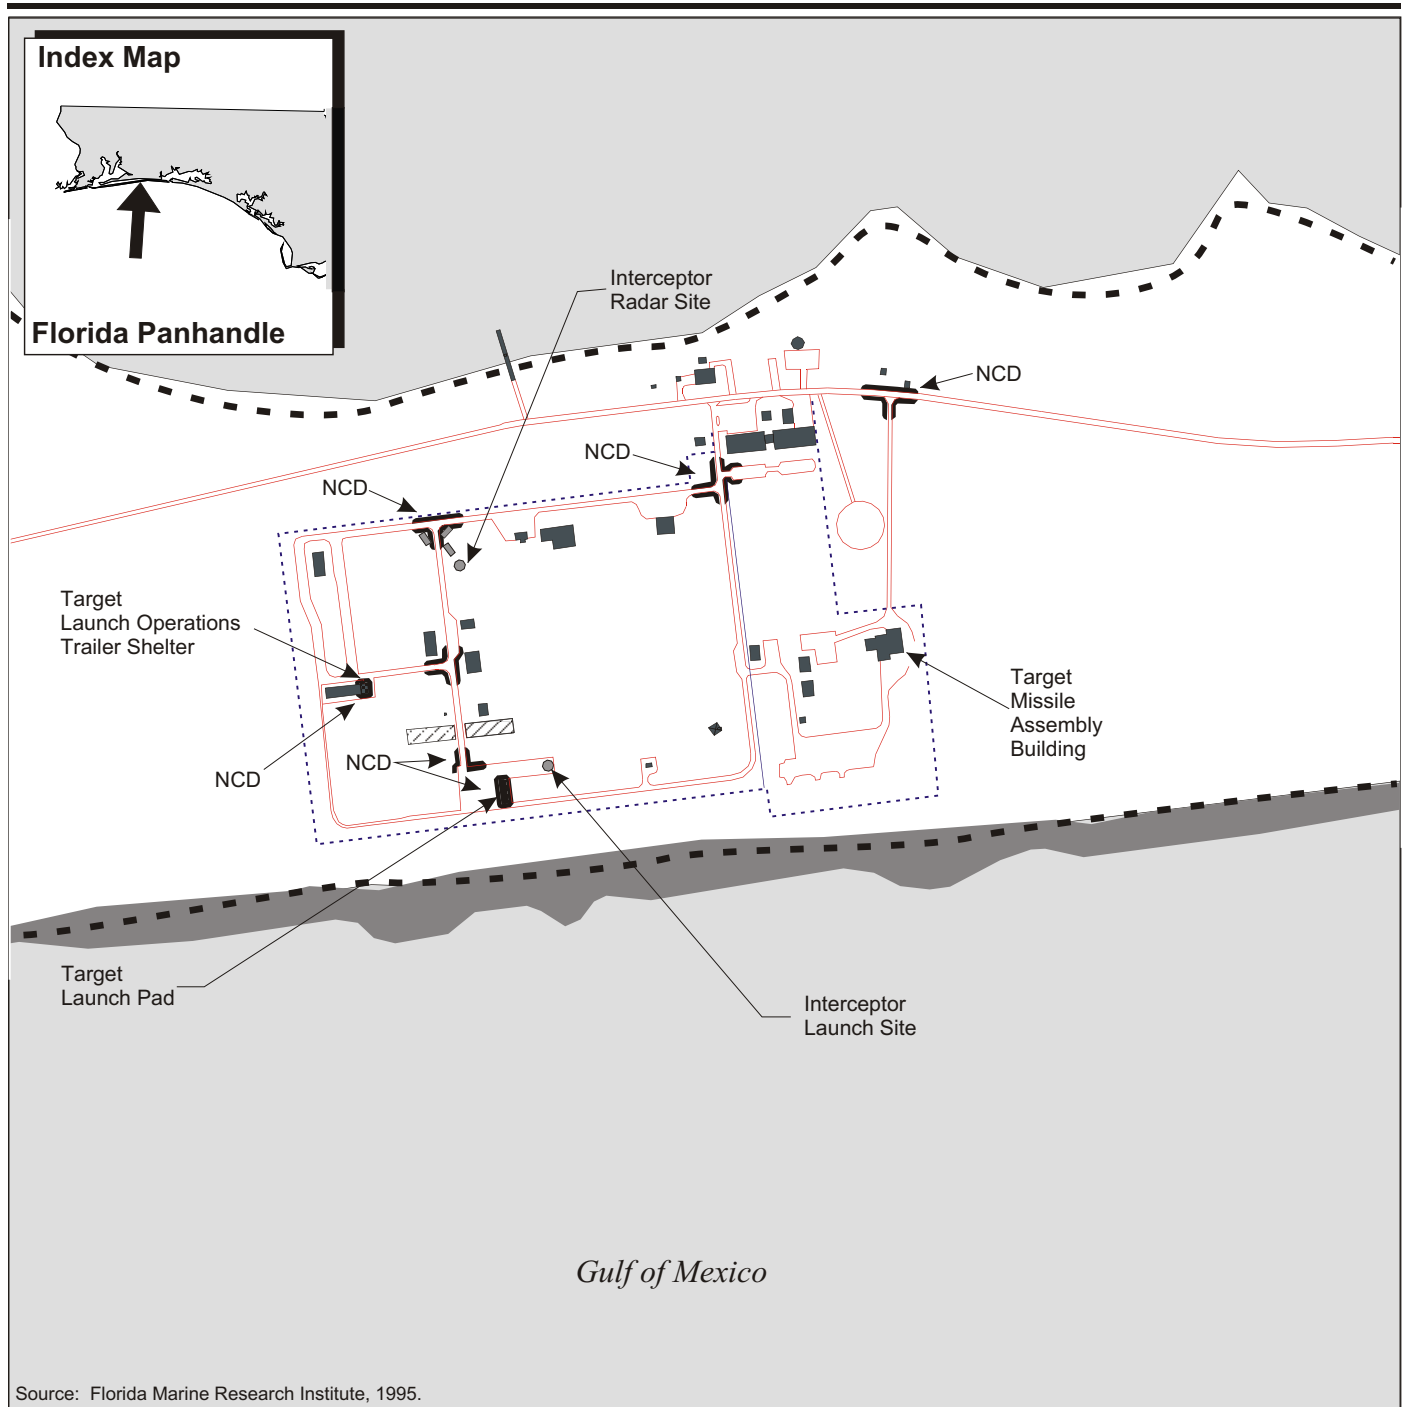 Index Map
Florida Panhandle
Interceptor
Radar Site
NCD
NCD
NCD
Target
Launch Operations
Trailer Shelter
Target
Missile
Assembly
Building
NCD
NCD
Target
Launch Pad
Interceptor
Launch Site
Gulf of Mexico
Source: Florida Marine Research Institute, 1995.